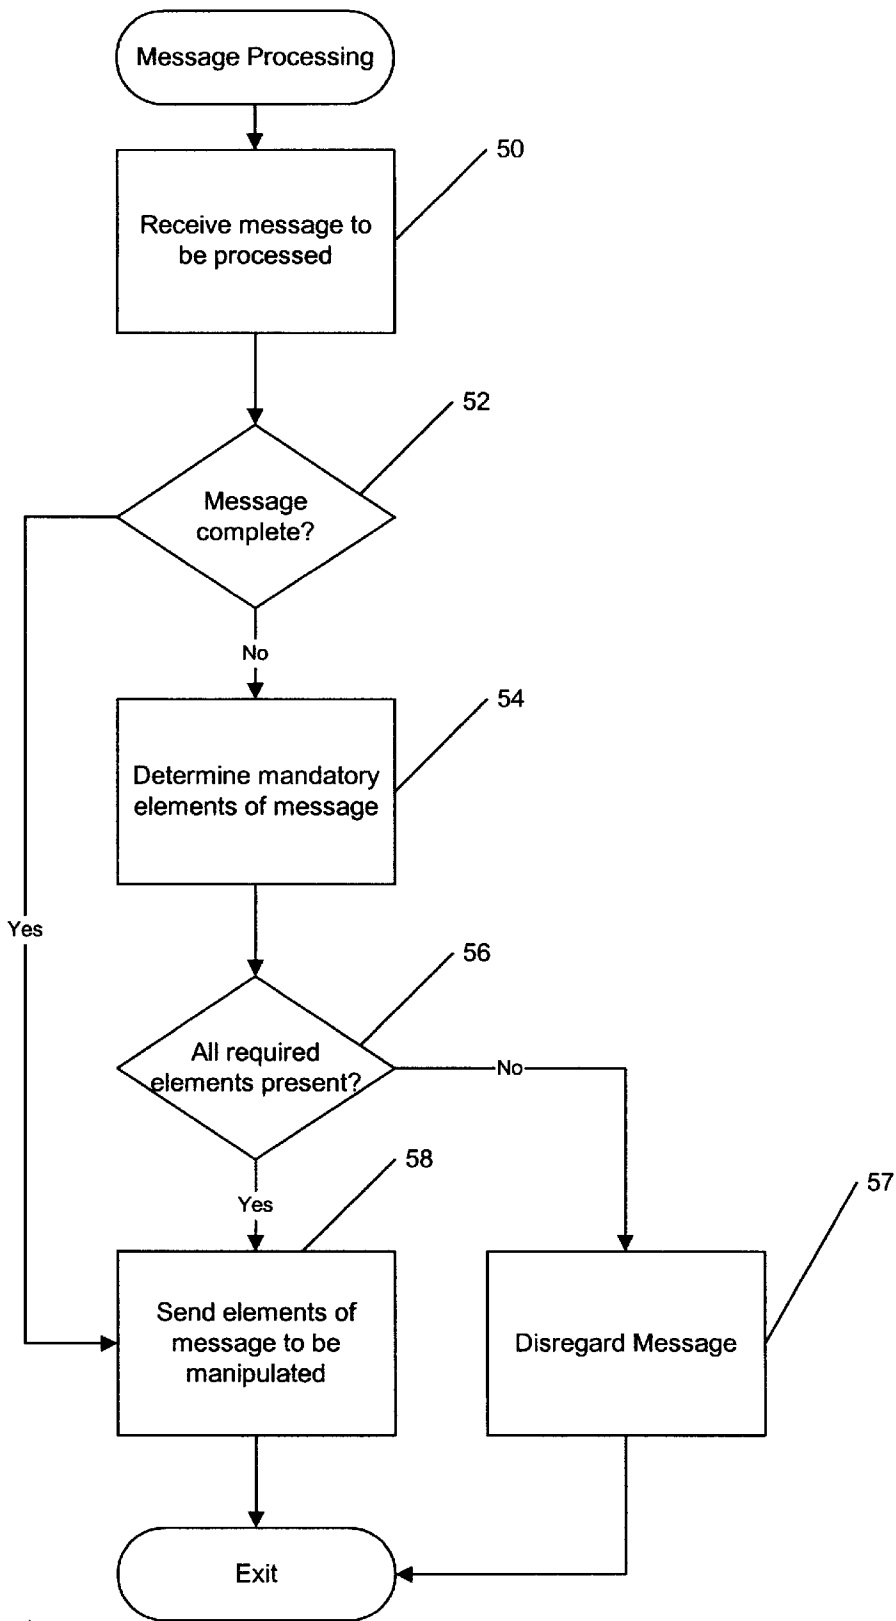 Message Processing
50
Receive message to
be processed
52
Message
complete?
No
54
Determine mandatory
elements of message
Yes
56
All required
elements present?
No
58
Yes
57
Send elements of
message to be
manipulated
Disregard Message
Exit